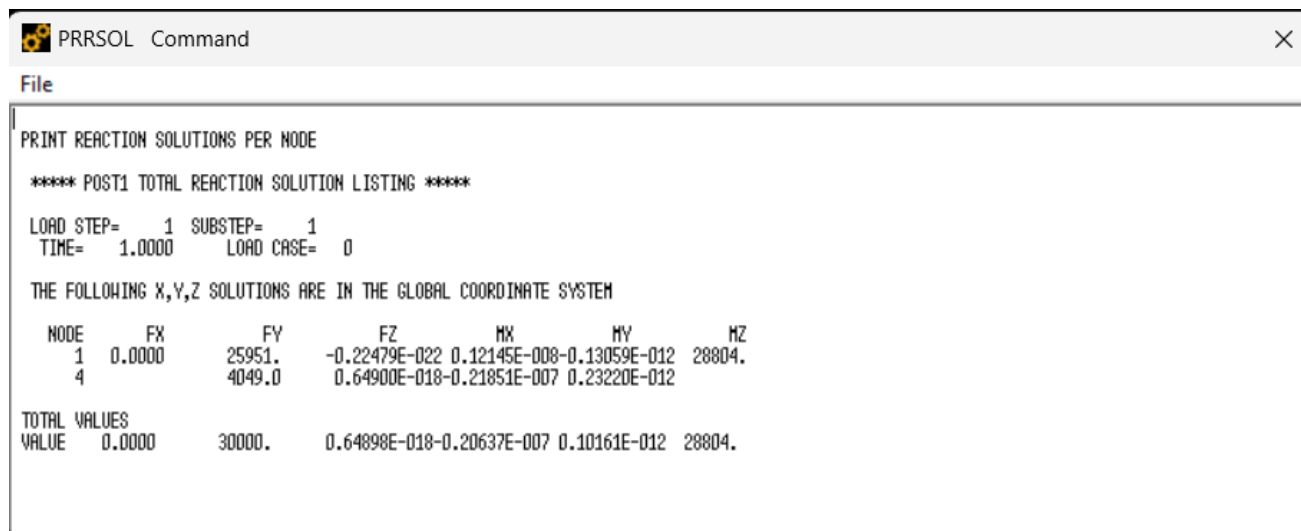 PRRSOL Command
File
PRINT REACTION SOLUTIONS PER NODE
***** POST1 TOTAL REACTION SOLUTION LISTING *****
LOAD STEP= 1 SUBSTEP= 1
TIME= 1.0000 LOAD CASE= 0
THE FOLLOWING X,Y,Z SOLUTIONS ARE IN THE GLOBAL COORDINATE SYSTEM
NODE FX FY FZ MX MY MZ
1 0.0000 25951. -0.22479E-022 0.12145E-008-0.13059E-012 28804.
4 4049.0 0.64900E-018-0.21851E-007 0.23220E-012
TOTAL VALUES
VALUE 0.0000 30000. 0.64898E-018-0.20637E-007 0.10161E-012 28804.